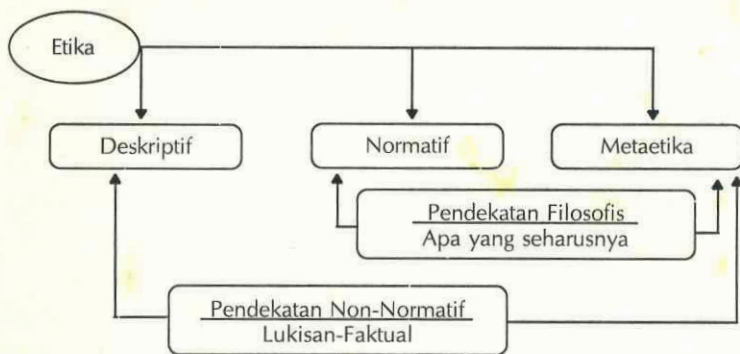 Etika
Deskriptif
Normatif
Metaetika
Pendekatan Filosofis
Apa yang seharusnya
Pendekatan Non-Normatif
Lukisan-Faktual